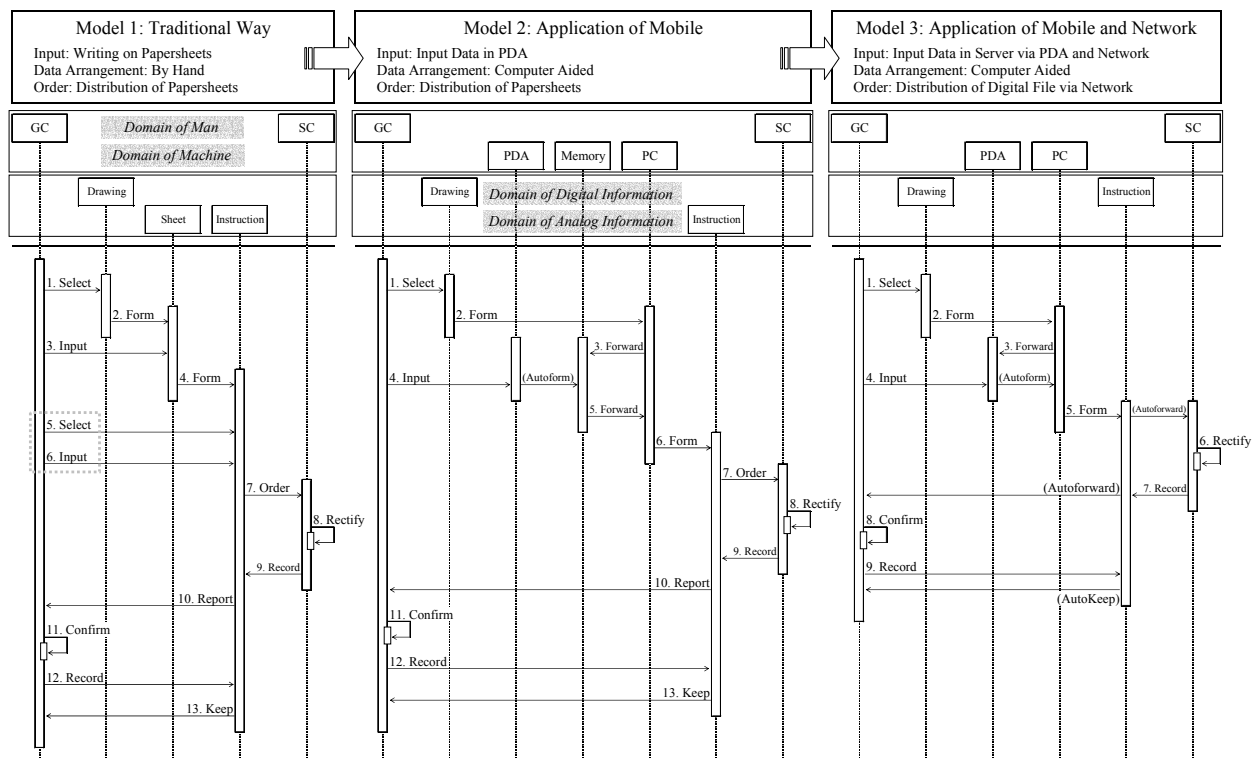 Model 1: Traditional Way
Input: Writing on Papersheets
Data Arrangement: By Hand
Order: Distribution of Papersheets
GC
Domain of Man
SC
Domain of Machine
Drawing
Sheet
Instruction
1. Select
2. Form
3. Input
4. Form
5. Select
6. Input
7. Order
8. Rectify
9. Record
10. Report
11. Confirm
12. Record
13. Keep
Model 2: Application of Mobile
Input: Input Data in PDA
Data Arrangement: Computer Aided
Order: Distribution of Papersheets
GC
SC
PDA
Memory
PC
Drawing
Domain of Digital Information
Domain of Analog Information
Instruction
1. Select
2. Form
3. Forward
4. Input
(Autoform)
5. Forward
6. Form
7. Order
8. Rectify
9. Record
10. Report
11. Confirm
12. Record
13. Keep
Model 3: Application of Mobile and Network
Input: Input Data in Server via PDA and Network
Data Arrangement: Computer Aided
Order: Distribution of Digital File via Network
GC
SC
PDA
PC
Drawing
Instruction
1. Select
2. Form
3. Forward
4. Input
(Autoform)
5. Form
(Autoforward)
6. Rectify
(Autoforward)
7. Record
8. Confirm
9. Record
(AutoKeep)